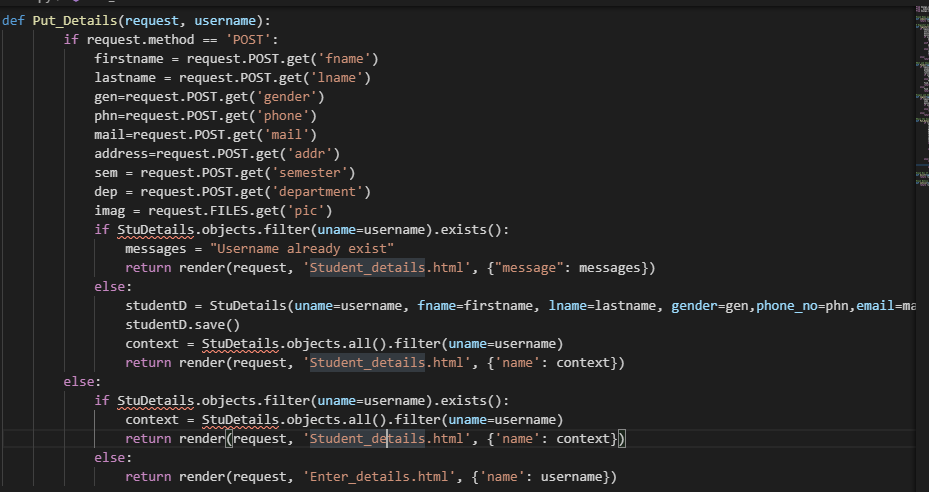 def Put_Details(request, username):
if request.method == 'POST':
firstname = request.POST.get('fname')
lastname = request.POST.get('lname')
gen=request.POST.get('gender')
phn=request.POST.get('phone')
mail=request.POST.get('mail')
address=request.POST.get('addr')
sem = request.POST.get('semester')
dep = request.POST.get('department')
imag = request.FILES.get('pic')
if StuDetails.objects.filter(uname=username).exists():
messages = "Username already exist"
return render(request, 'Student_details.html', {"message": messages})
else:
studentD = StuDetails(uname=username, fname=firstname, lname=lastname, gender=gen,phone_no=phn,email=ma
studentD.save()
context = StuDetails.objects.all().filter(uname=username)
return render(request, 'Student_details.html', {'name': context})
else:
if StuDetails.objects.filter(uname=username).exists():
context = StuDetails.objects.all().filter(uname=username)
return render(request, 'Student_details.html', {'name': context})
else:
return render(request, 'Enter_details.html', {'name': username})